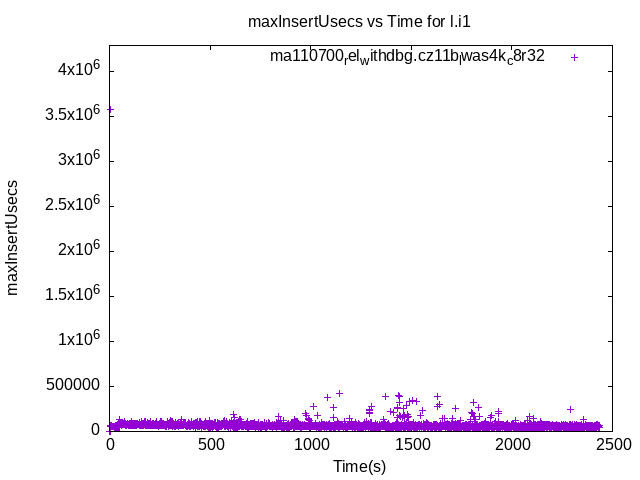 maxInsertUsecs vs Time for l.i1
ma110700relwithdbg.cz11blwas4kc8r32
4x10^6
3.5x10^6
3x10^6
2.5x10^6
2x10^6
1.5x10^6
1x10^6
500000
0
maxInsertUsecs
0 500 1000 1500 2000 2500
Time(s)